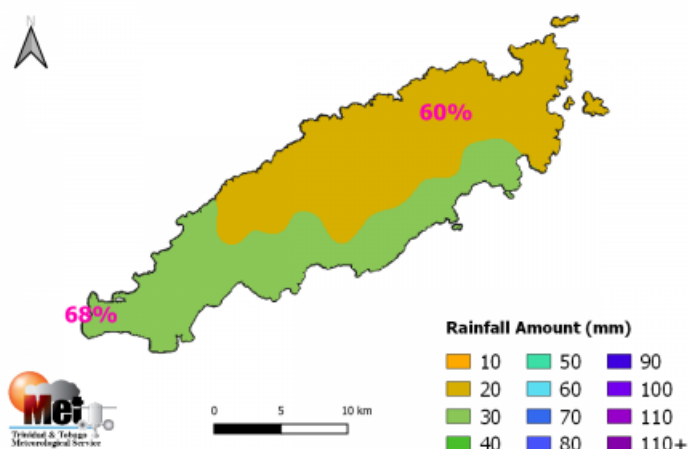 N
60%
68%
Rainfall Amount (mm)
10 50 90
20 60 100
30 70 110
40 80 110+
0 5 10 km
Met
Trinidad & Tobago
Meteorological Service